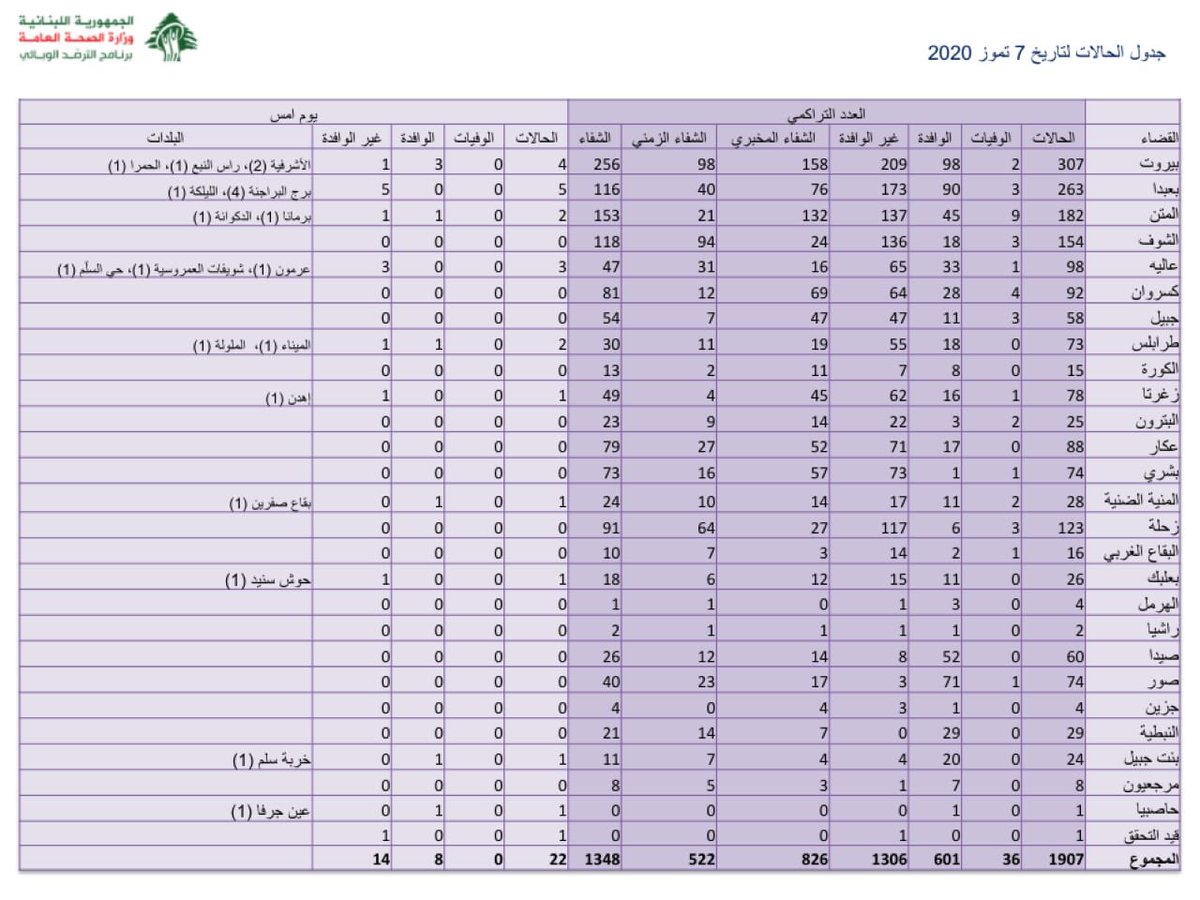 الجمهورية اللبنانية
وزارة الصحة العامة
برنامج الترصد الوبائي
جدول الحالات لتاريخ 7 تموز 2020
العدد التراكمي يوم امس
القضاء الحالات الوفيات الوافدة غير الوافدة الشفاء المخبري الشفاء الزمني الشفاء الحالات الوفيات الوافدة غير الوافدة البلدات
بيروت 307 2 98 209 158 98 256 4 0 3 1 الأشرفية (2)، راس النبع (1)، الحمرا (1)
بعبدا 263 3 90 173 76 40 116 5 0 0 5 برج البراجنة (4)، الليلكة (1)
المتن 182 9 45 137 132 21 153 2 0 1 1 برمانا (1)، الدكوانة (1)
الشوف 154 3 18 136 24 94 118 0 0 0 0
عاليه 98 1 33 65 16 31 47 3 0 0 3 عرمون (1)، شويفات العمروسية (1)، حي السلّم (1)
كسروان 92 4 28 64 69 12 81 0 0 0 0
جبيل 58 3 11 47 47 7 54 0 0 0 0
طرابلس 73 0 18 55 19 11 30 2 0 1 1 الميناء (1)، الملولة (1)
الكورة 15 0 8 7 11 2 13 0 0 0 0
زغرتا 78 1 16 62 45 4 49 1 0 0 1 إهدن (1)
البترون 25 2 3 22 14 9 23 0 0 0 0
عكار 88 0 17 71 52 27 79 0 0 0 0
بشري 74 1 1 73 57 16 73 0 0 0 0
المنية الضنية 28 2 11 17 14 10 24 1 0 1 0 بقاع صفرين (1)
زحلة 123 3 6 117 27 64 91 0 0 0 0
البقاع الغربي 16 1 2 14 3 7 10 0 0 0 0
بعلبك 26 0 11 15 12 6 18 1 0 0 1 حوش سنيد (1)
الهرمل 4 0 3 1 0 1 1 0 0 0 0
راشيا 2 0 1 1 1 1 2 0 0 0 0
صيدا 60 0 52 8 14 12 26 0 0 0 0
صور 74 1 71 3 17 23 40 0 0 0 0
جزين 4 0 1 3 4 0 4 0 0 0 0
النبطية 29 0 29 0 7 14 21 0 0 0 0
بنت جبيل 24 0 20 4 4 7 11 1 0 1 0 خربة سلم (1)
مرجعيون 8 0 7 1 3 5 8 0 0 0 0
حاصبيا 1 0 1 0 0 0 0 1 0 1 0 عين جرفا (1)
قيد التحقق 1 0 0 1 0 0 0 1 0 0 1
المجموع 1907 36 601 1306 826 522 1348 22 0 8 14